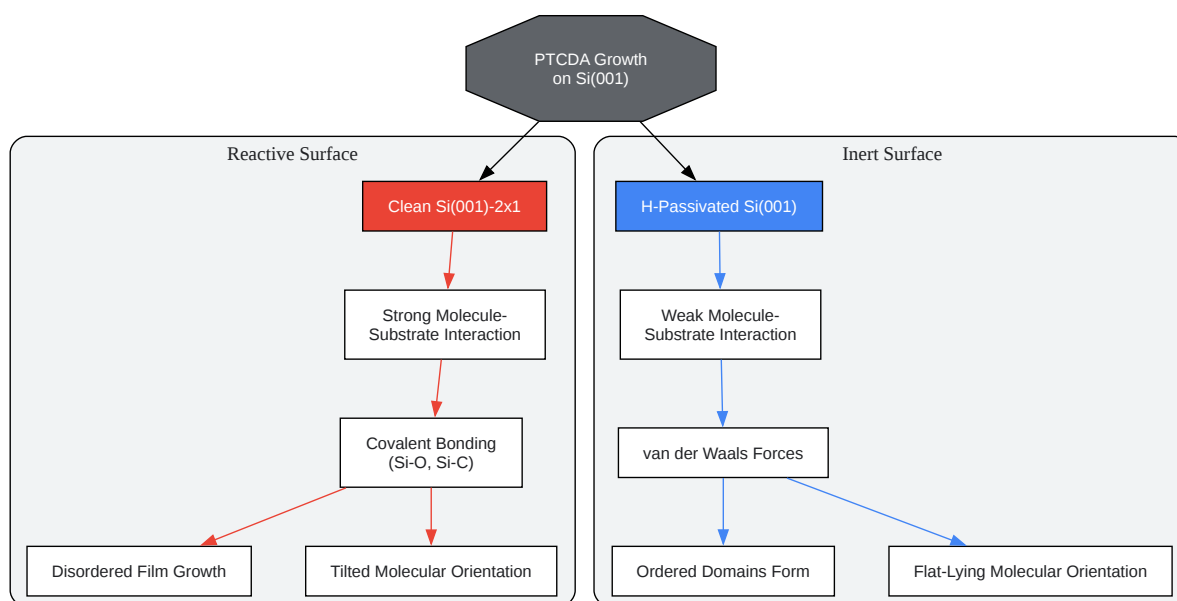 PTCDA Growth
on Si(001)
Reactive Surface
Clean Si(001)-2x1
Strong Molecule-
Substrate Interaction
Covalent Bonding
(Si-O, Si-C)
Disordered Film Growth
Tilted Molecular Orientation
Inert Surface
H-Passivated Si(001)
Weak Molecule-
Substrate Interaction
van der Waals Forces
Ordered Domains Form
Flat-Lying Molecular Orientation